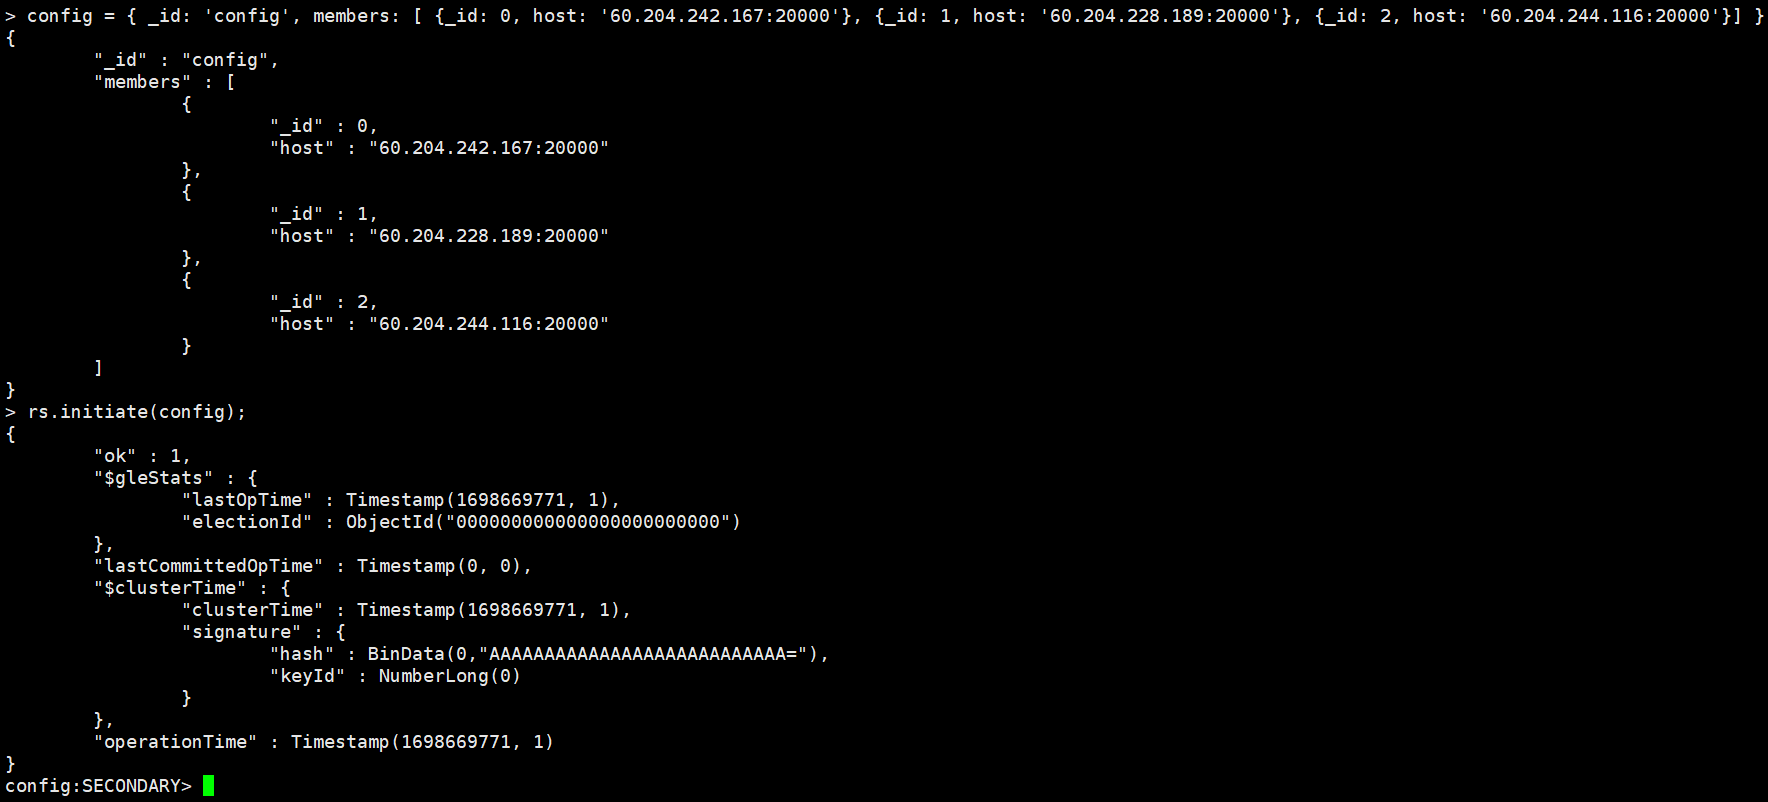 > config = { _id: 'config', members: [ {_id: 0, host: '60.204.242.167:20000'}, {_id: 1, host: '60.204.228.189:20000'}, {_id: 2, host: '60.204.244.116:20000'}] }
{
        "_id" : "config",
        "members" : [
                {
                        "_id" : 0,
                        "host" : "60.204.242.167:20000"
                },
                {
                        "_id" : 1,
                        "host" : "60.204.228.189:20000"
                },
                {
                        "_id" : 2,
                        "host" : "60.204.244.116:20000"
                }
        ]
}
> rs.initiate(config);
{
        "ok" : 1,
        "$gleStats" : {
                "lastOpTime" : Timestamp(1698669771, 1),
                "electionId" : ObjectId("000000000000000000000000")
        },
        "lastCommittedOpTime" : Timestamp(0, 0),
        "$clusterTime" : {
                "clusterTime" : Timestamp(1698669771, 1),
                "signature" : {
                        "hash" : BinData(0,"AAAAAAAAAAAAAAAAAAAAAAAAAAA="),
                        "keyId" : NumberLong(0)
                }
        },
        "operationTime" : Timestamp(1698669771, 1)
}
config:SECONDARY>